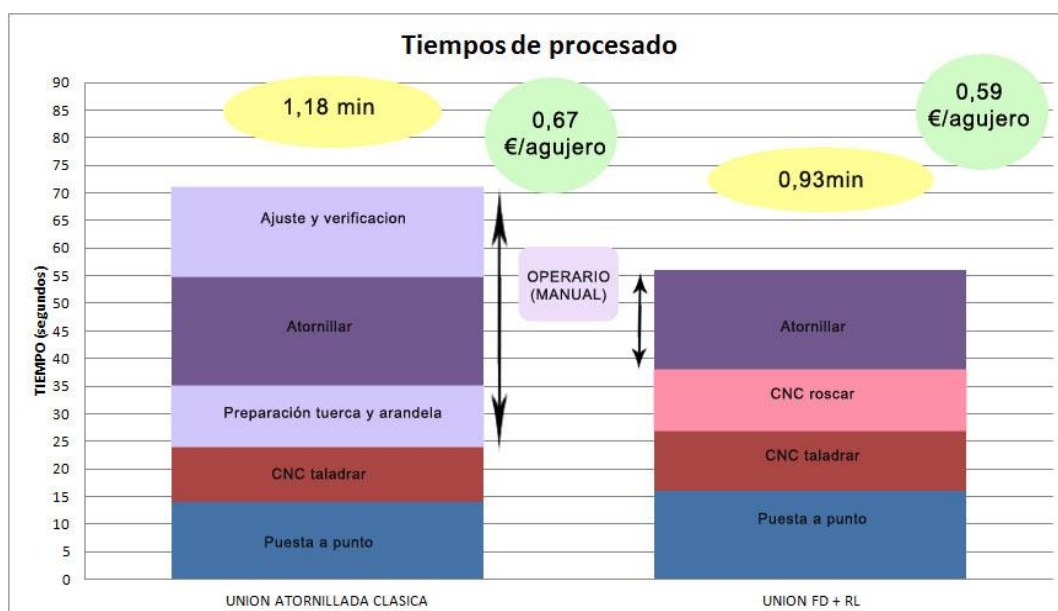 Tiempos de procesado
TIEMPO (segundos)
90
85
80
75
70
65
60
55
50
45
40
35
30
25
20
15
10
5
0
1,18 min
0,67
€/agujero
0,59
€/agujero
0,93min
OPERARIO
(MANUAL)
Ajuste y verificacion
Atornillar
Preparación tuerca y arandela
CNC taladrar
Puesta a punto
Atornillar
CNC roscar
CNC taladrar
Puesta a punto
UNION ATORNILLADA CLASICA
UNION FD + RL